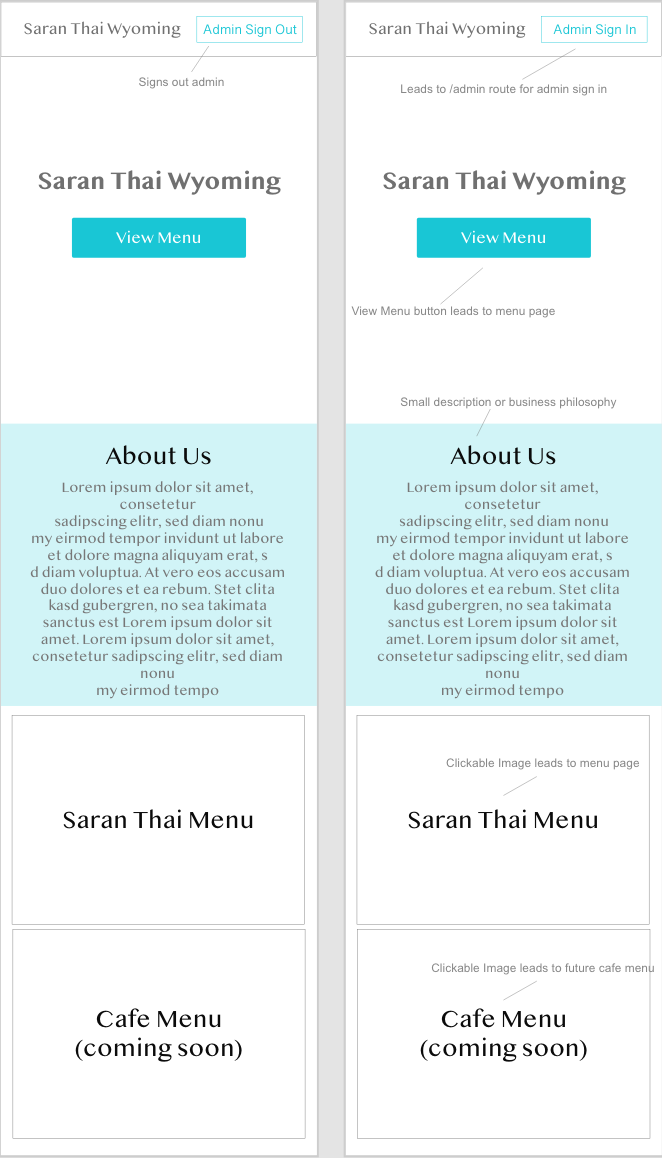 Saran Thai Wyoming
Admin Sign Out
Signs out admin
Saran Thai Wyoming
View Menu
About Us
Lorem ipsum dolor sit amet,
consetetur
sadipscing elitr, sed diam nonu
my eirmod tempor invidunt ut labore
et dolore magna aliquyam erat, s
d diam voluptua. At vero eos accusam
duo dolores et ea rebum. Stet clita
kasd gubergren, no sea takimata
sanctus est Lorem ipsum dolor sit
amet. Lorem ipsum dolor sit amet,
consetetur sadipscing elitr, sed diam
nonu
my eirmod tempo
Saran Thai Menu
Cafe Menu
(coming soon)
Saran Thai Wyoming
Admin Sign In
Leads to /admin route for admin sign in
Saran Thai Wyoming
View Menu
View Menu button leads to menu page
Small description or business philosophy
About Us
Lorem ipsum dolor sit amet,
consetetur
sadipscing elitr, sed diam nonu
my eirmod tempor invidunt ut labore
et dolore magna aliquyam erat, s
d diam voluptua. At vero eos accusam
duo dolores et ea rebum. Stet clita
kasd gubergren, no sea takimata
sanctus est Lorem ipsum dolor sit
amet. Lorem ipsum dolor sit amet,
consetetur sadipscing elitr, sed diam
nonu
my eirmod tempo
Clickable Image leads to menu page
Saran Thai Menu
Clickable Image leads to future cafe menu
Cafe Menu
(coming soon)